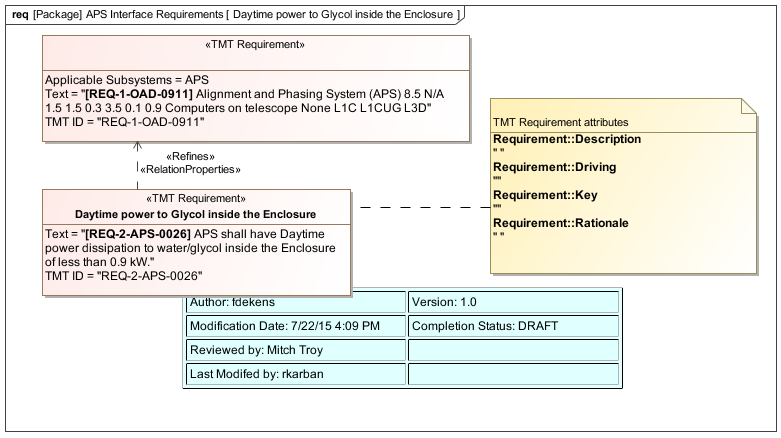 req [Package] APS Interface Requirements [ Daytime power to Glycol inside the Enclosure ]
«TMT Requirement»
Applicable Subsystems = APS
Text = "[REQ-1-OAD-0911] Alignment and Phasing System (APS) 8.5 N/A
1.5 1.5 0.3 3.5 0.1 0.9 Computers on telescope None L1C L1CUG L3D"
TMT ID = "REQ-1-OAD-0911"
«Refines»
«RelationProperties»
«TMT Requirement»
Daytime power to Glycol inside the Enclosure
Text = "[REQ-2-APS-0026] APS shall have Daytime
power dissipation to water/glycol inside the Enclosure
of less than 0.9 kW."
TMT ID = "REQ-2-APS-0026"
TMT Requirement attributes
Requirement::Description
" "
Requirement::Driving
""
Requirement::Key
""
Requirement::Rationale
" "
Author: fdekens
Version: 1.0
Modification Date: 7/22/15 4:09 PM
Completion Status: DRAFT
Reviewed by: Mitch Troy
Last Modifed by: rkarban